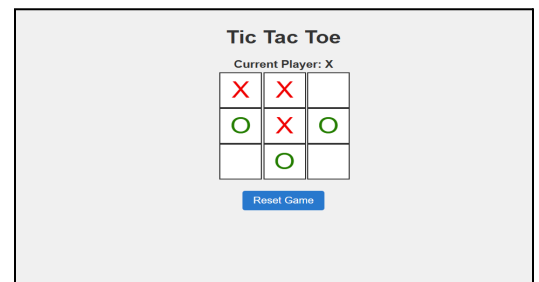 Tic Tac Toe
Current Player: X
X X
O X O
O
Reset Game